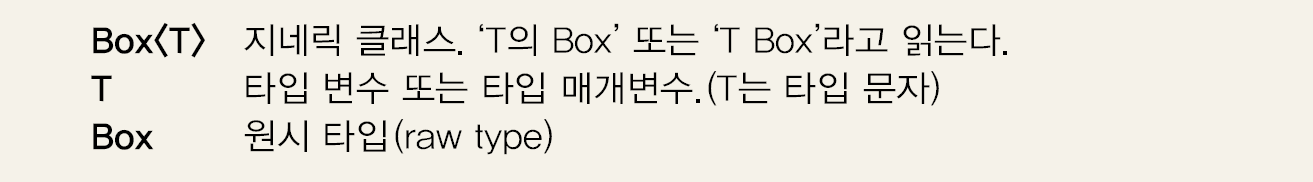 Box〈T〉 지네릭 클래스. ‘T의 Box’ 또는 ‘T Box’라고 읽는다.
T 타입 변수 또는 타입 매개변수.(T는 타입 문자)
Box 원시 타입(raw type)